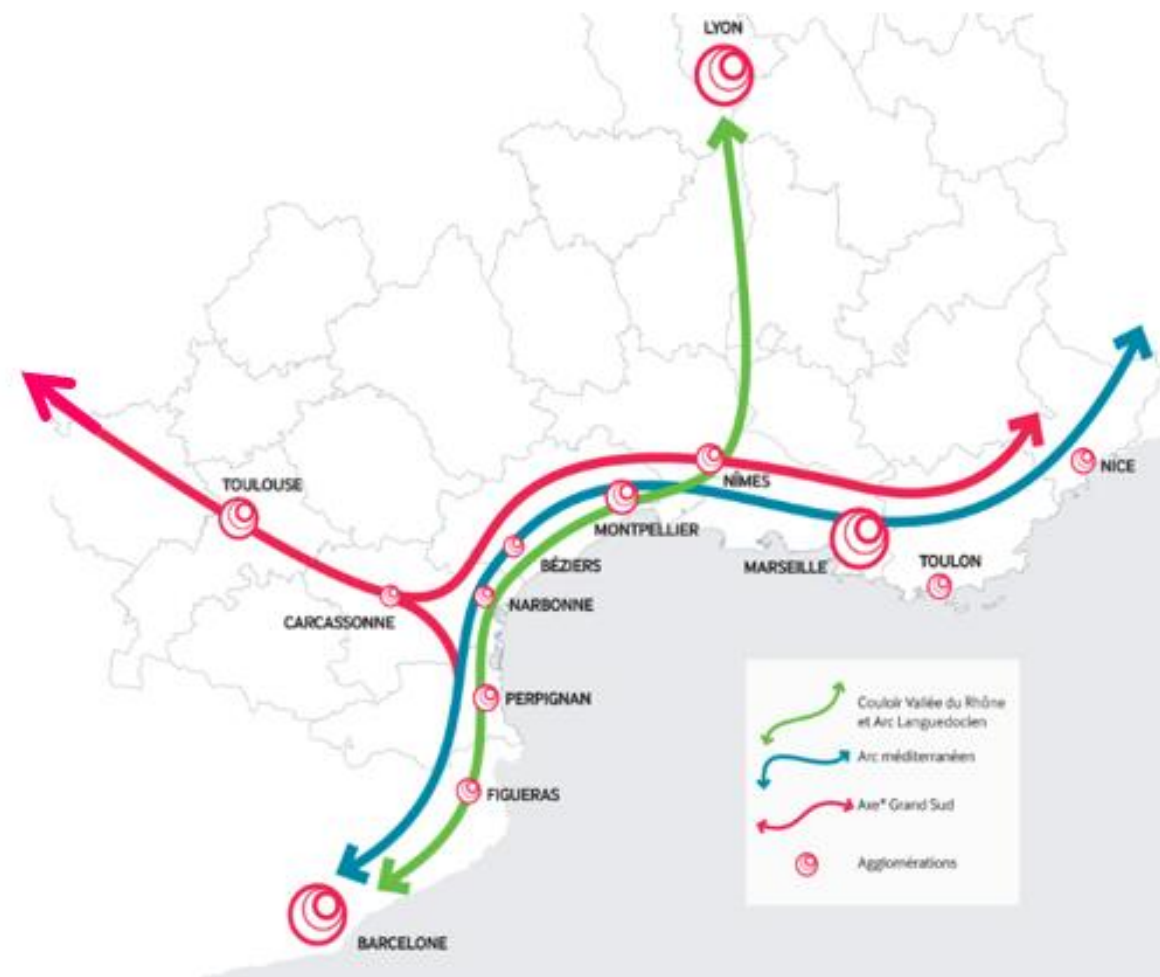 LYON
TOULOUSE
NÎMES
NICE
MONTPELLIER
BÉZIERS
MARSEILLE
TOULON
NARBONNE
CARCASSONNE
PERPIGNAN
FIGUERAS
BARCELONE
Couloir Vallée du Rhône
et Arc Languedocien
Arc méditerranéen
Axe* Grand Sud
Agglomérations